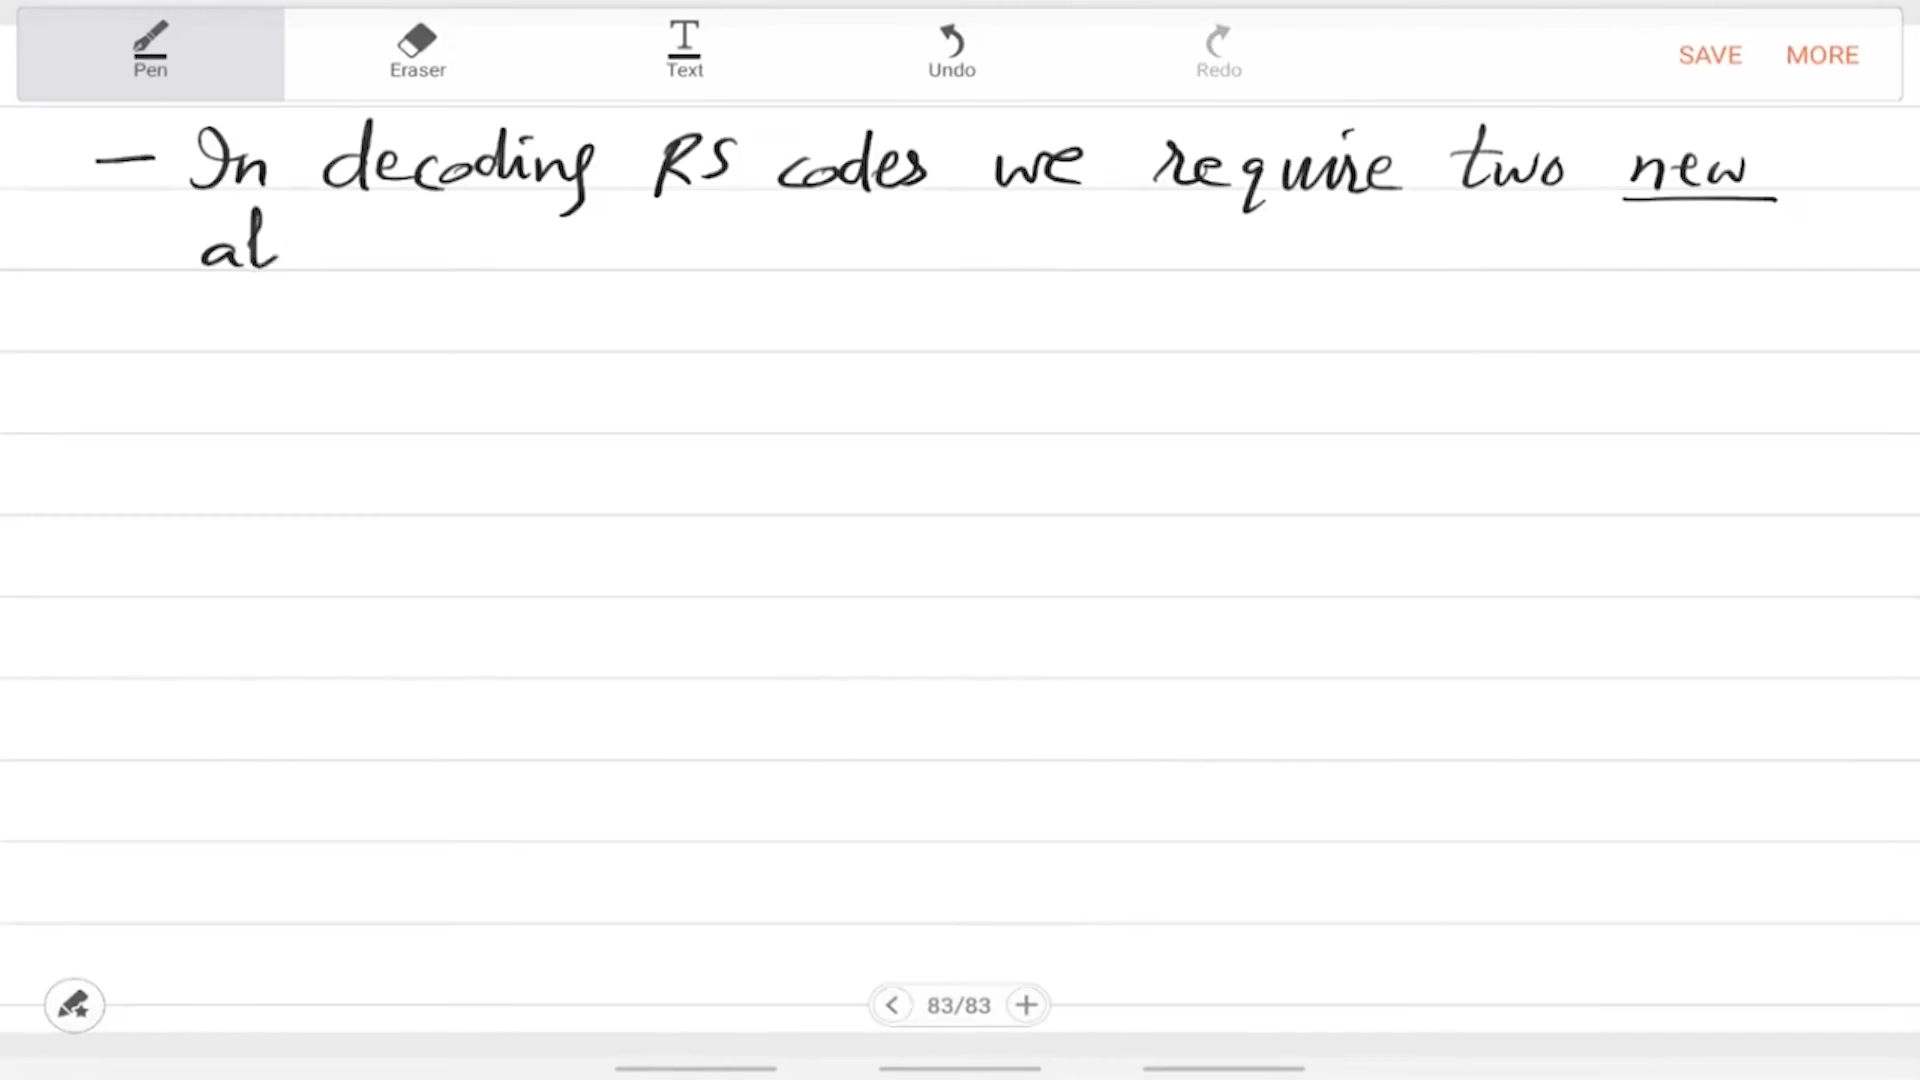 Pen Eraser Text Undo Redo SAVE MORE
— In decoding RS codes we require two new
al
83/83